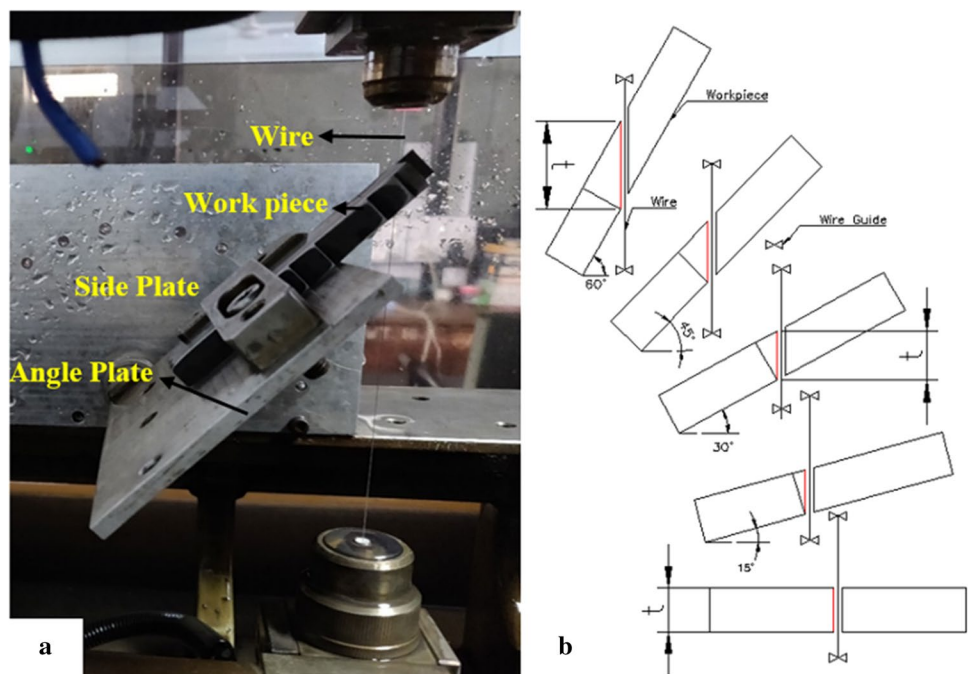 Wire
Work piece
Side Plate
Angle Plate
a
Workpiece
t
Wire
60°
Wire Guide
45°
t
30°
15°
t
b